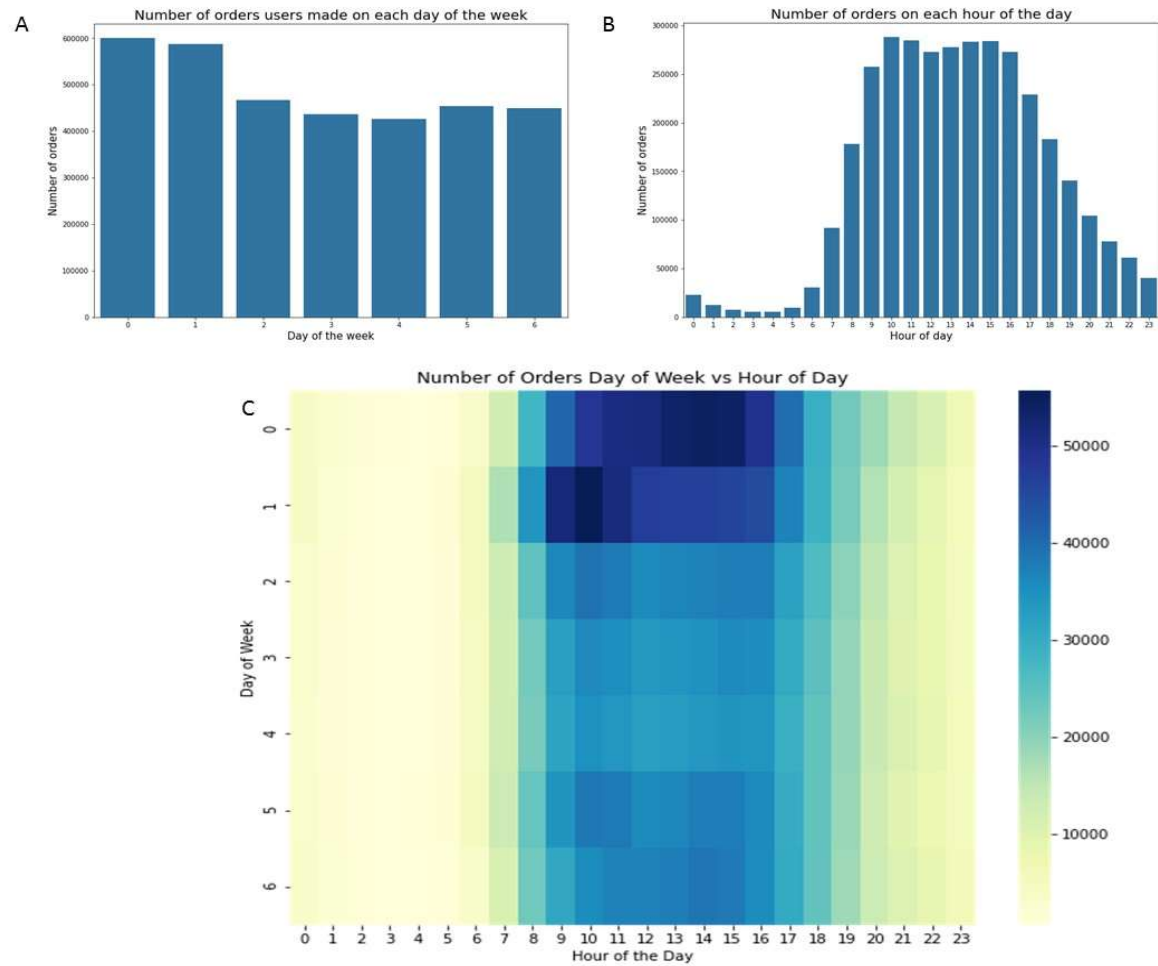 A
Number of orders users made on each day of the week
600000
500000
400000
300000
200000
100000
0
Number of orders
0 1 2 3 4 5 6
Day of the week
B
Number of orders on each hour of the day
300000
250000
200000
150000
100000
50000
0
Number of orders
0 1 2 3 4 5 6 7 8 9 10 11 12 13 14 15 16 17 18 19 20 21 22 23
Hour of day
C
Number of Orders Day of Week vs Hour of Day
0
1
2
3
4
5
6
Day of Week
0 1 2 3 4 5 6 7 8 9 10 11 12 13 14 15 16 17 18 19 20 21 22 23
Hour of the Day
50000
40000
30000
20000
10000